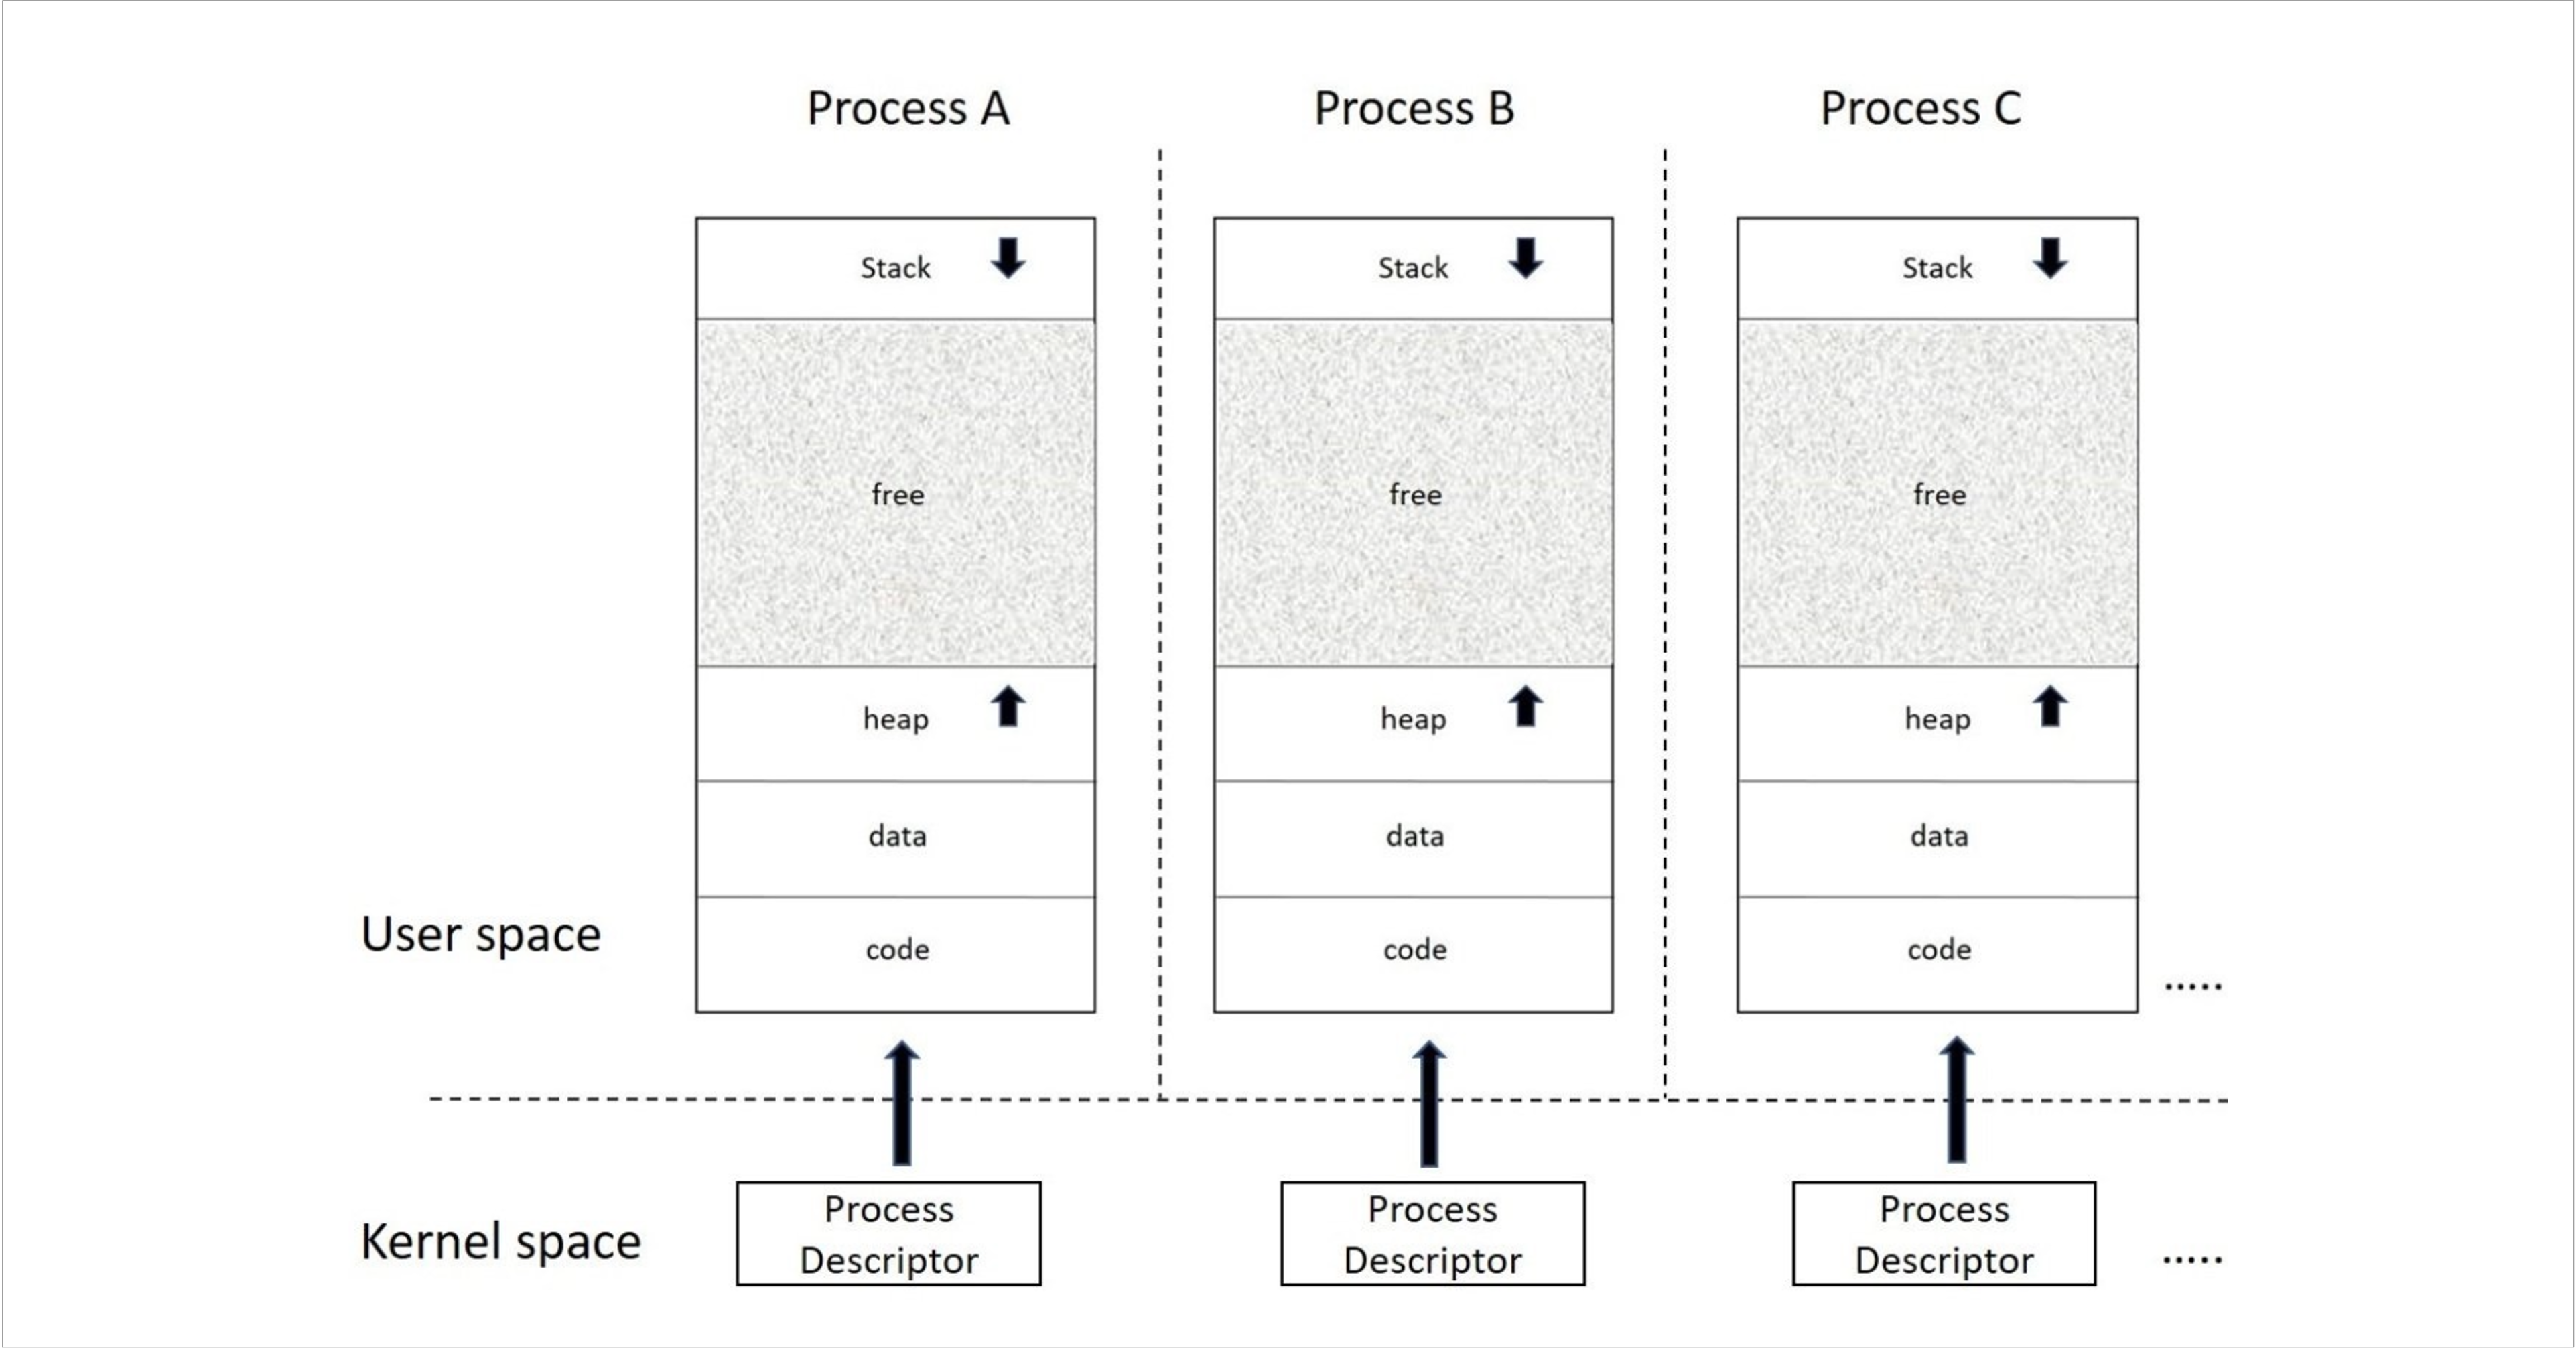 Process A
Process B
Process C
Stack
Stack
Stack
free
free
free
heap
heap
heap
data
data
data
User space
code
code
code
.....
Kernel space
Process
Descriptor
Process
Descriptor
Process
Descriptor
.....